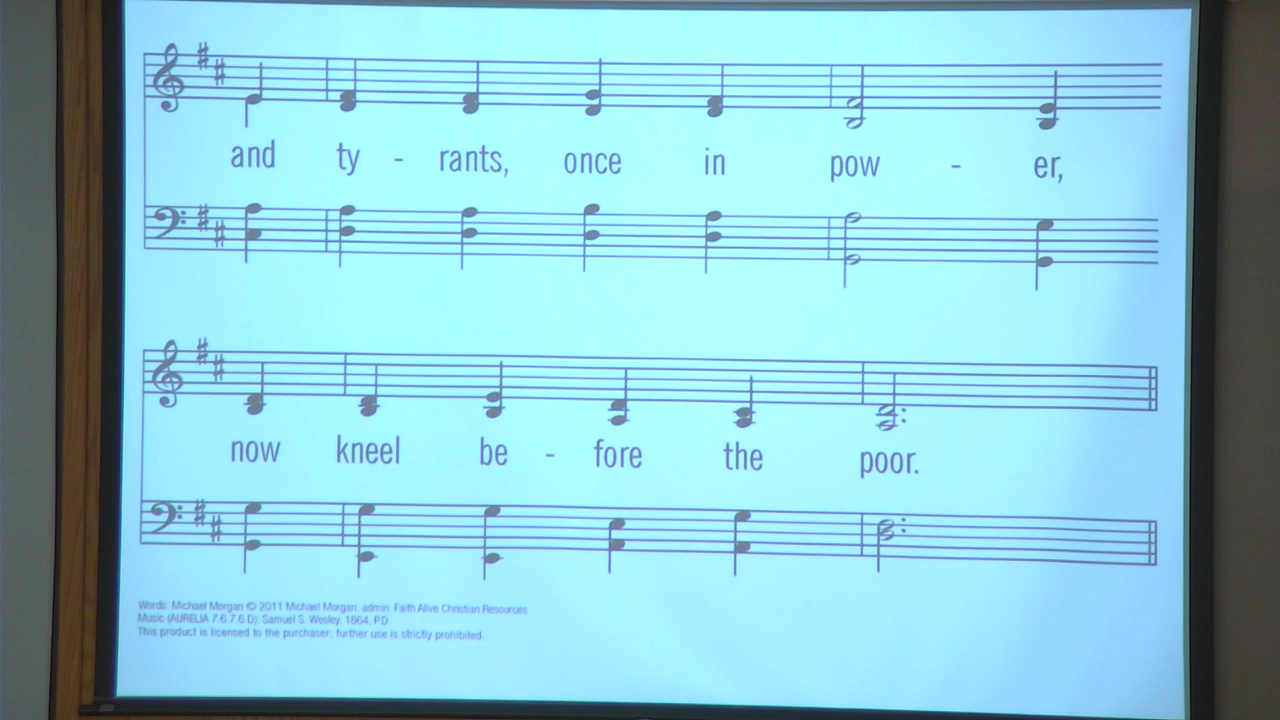 and ty - rants, once in pow - er,
now kneel be - fore the poor.
Words: Michael Morgan © 2011 Michael Morgan, admin. Faith Alive Christian Resources
Music (AURELIA 7.6.7.6 D): Samuel S. Wesley, 1864, P.D.
This product is licensed to the purchaser; further use is strictly prohibited.